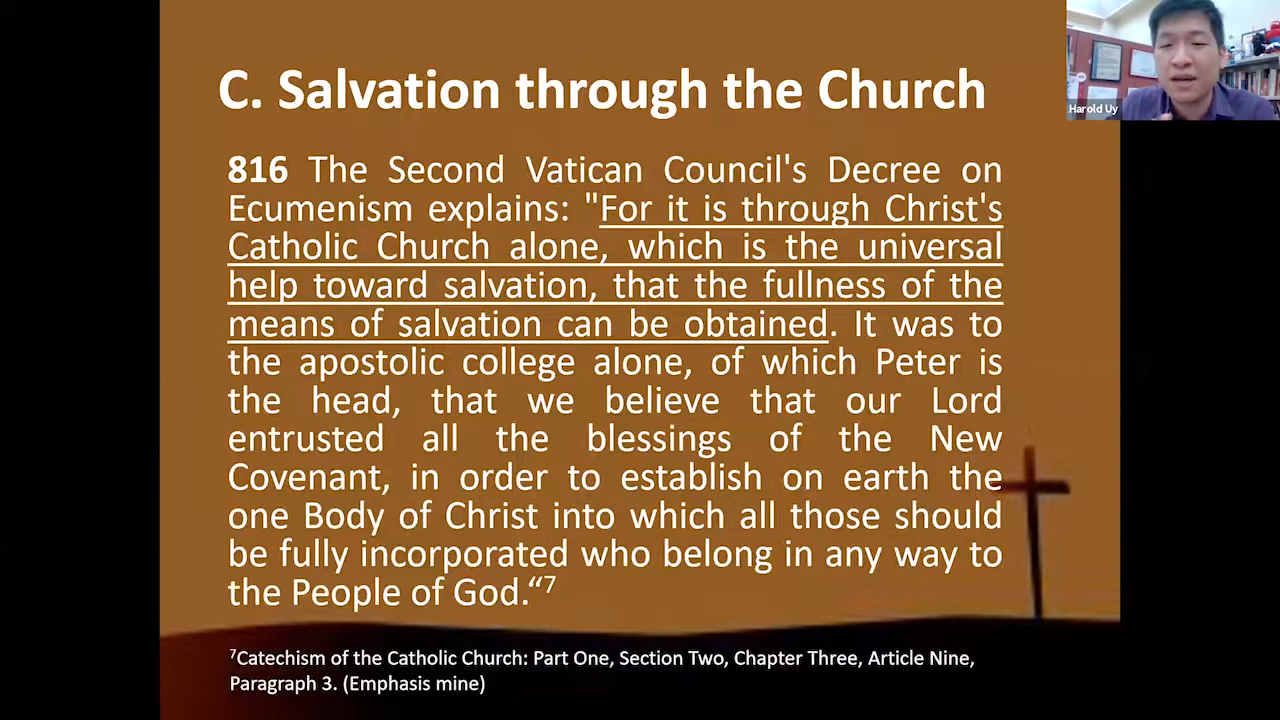 C. Salvation through the Church
Harold Uy
816 The Second Vatican Council's Decree on
Ecumenism explains: "For it is through Christ's
Catholic Church alone, which is the universal
help toward salvation, that the fullness of the
means of salvation can be obtained. It was to
the apostolic college alone, of which Peter is
the head, that we believe that our Lord
entrusted all the blessings of the New
Covenant, in order to establish on earth the
one Body of Christ into which all those should
be fully incorporated who belong in any way to
the People of God.“⁷
⁷Catechism of the Catholic Church: Part One, Section Two, Chapter Three, Article Nine,
Paragraph 3. (Emphasis mine)